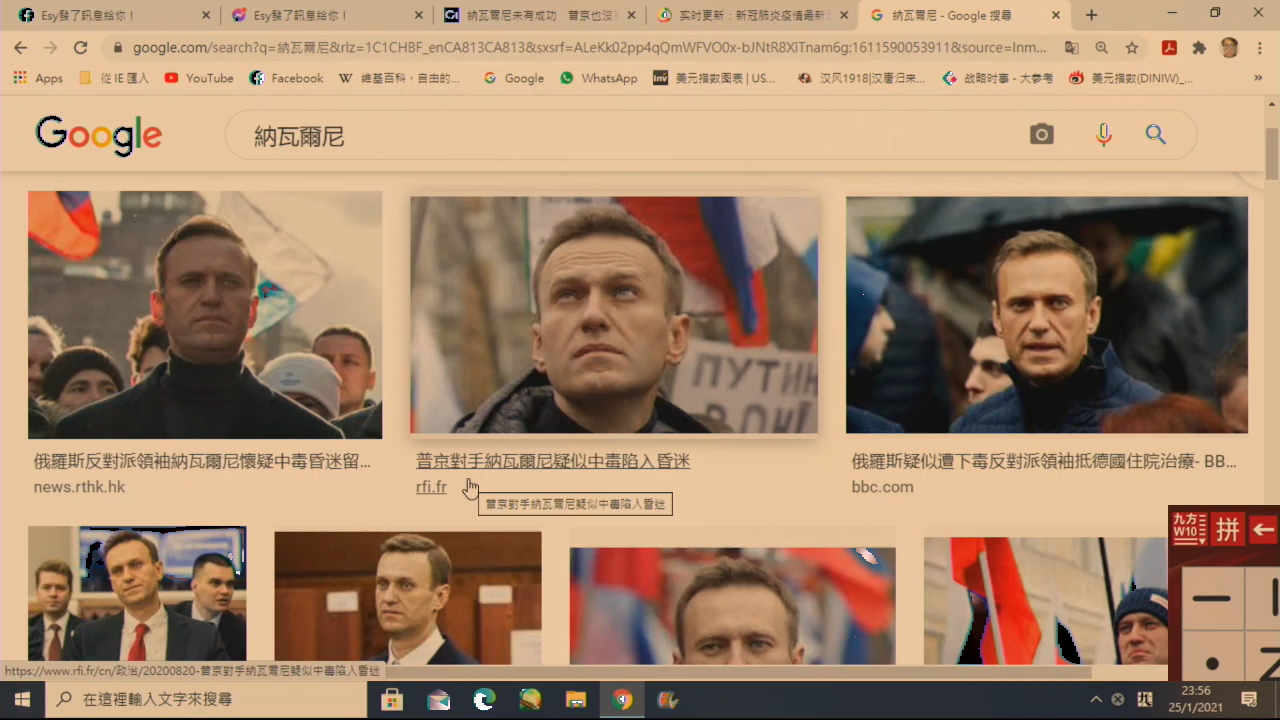 Esy發了訊息給你！
Esy發了訊息給你！
納瓦爾尼未有成功 普京也沒
实时更新：新冠肺炎疫情最新
納瓦爾尼 - Google 搜尋
google.com/search?q=納瓦爾尼&rlz=1C1CHBF_enCA813CA813&sxsrf=ALeKk02pp4qQmWFVO0x-bJNtR8XiTnam6g:1611590053911&source=lnm...
Apps
從 IE 匯入
YouTube
Facebook
維基百科，自由的...
Google
WhatsApp
美元指數图表 | US...
汉风1918|汉唐归来...
战略时事 - 大参考
美元指数(DINIW)_...
Google
納瓦爾尼
ПУТИН
俄羅斯反對派領袖納瓦爾尼懷疑中毒昏迷留...
news.rthk.hk
普京對手納瓦爾尼疑似中毒陷入昏迷
rfi.fr
普京對手納瓦爾尼疑似中毒陷入昏迷
俄羅斯疑似遭下毒反對派領袖抵德國住院治療- BB...
bbc.com
九方
W10
拼
https://www.rfi.fr/cn/政治/20200820-普京對手納瓦爾尼疑似中毒陷入昏迷
在這裡輸入文字來搜尋
23:56
25/1/2021